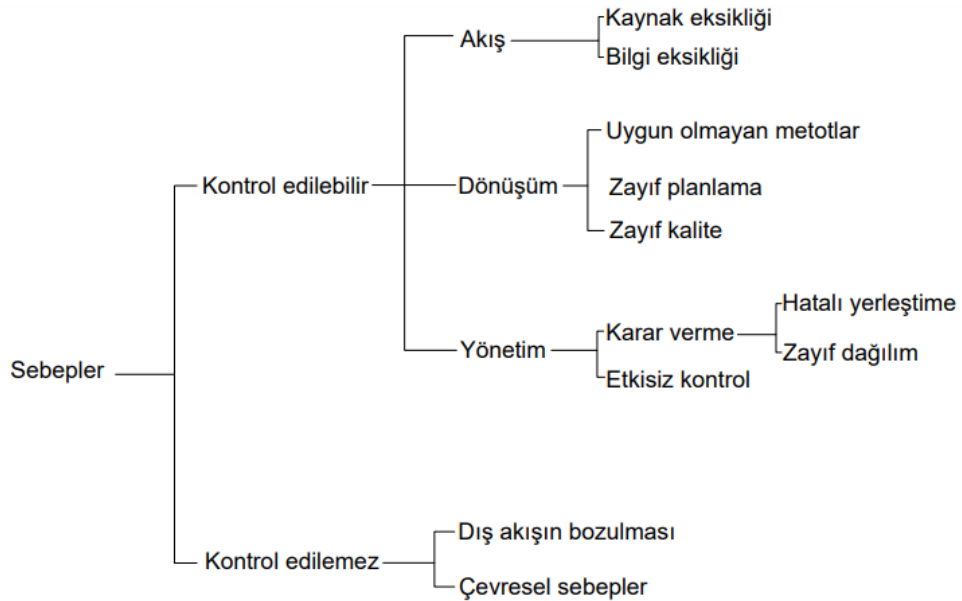 Sebepler
Kontrol edilebilir
Akış
Kaynak eksikliği
Bilgi eksikliği
Dönüşüm
Uygun olmayan metotlar
Zayıf planlama
Zayıf kalite
Yönetim
Karar verme
Hatalı yerleştime
Zayıf dağılım
Etkisiz kontrol
Kontrol edilemez
Dış akışın bozulması
Çevresel sebepler